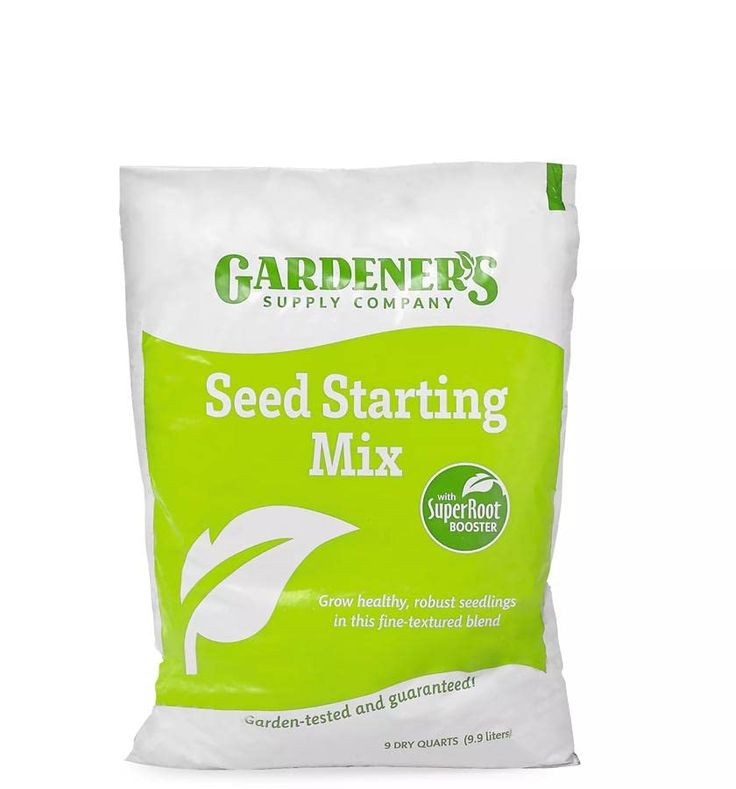 GARDENER'S
SUPPLY COMPANY
Seed Starting
Mix
with
SuperRoot
BOOSTER
Grow healthy, robust seedlings
in this fine-textured blend
Garden-tested and guaranteed!
9 DRY QUARTS (9.9 liters)